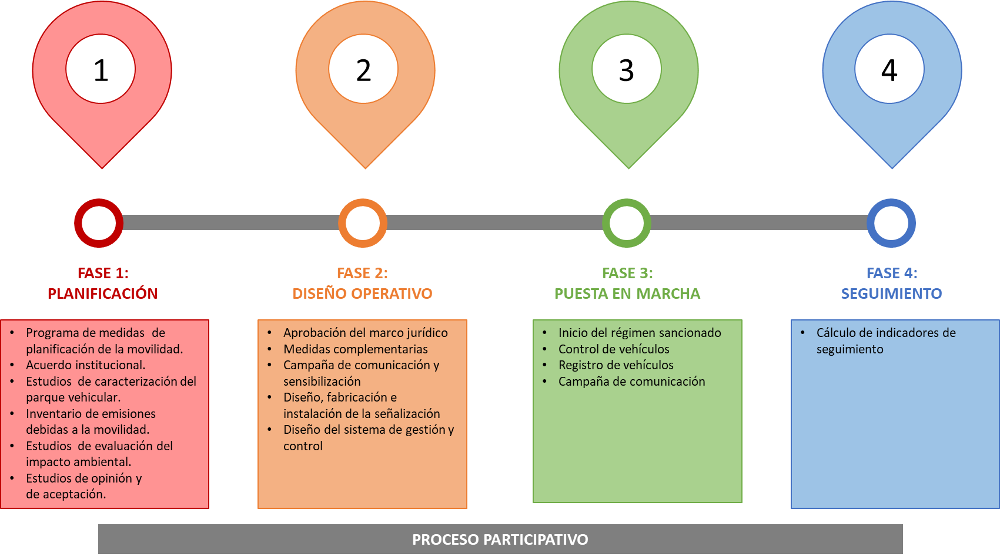 1
2
3
4
FASE 1:
PLANIFICACIÓN
FASE 2:
DISEÑO OPERATIVO
FASE 3:
PUESTA EN MARCHA
FASE 4:
SEGUIMIENTO
• Programa de medidas de
planificación de la movilidad.
• Acuerdo institucional.
• Estudios de caracterización del
parque vehicular.
• Inventario de emisiones
debidas a la movilidad.
• Estudios de evaluación del
impacto ambiental.
• Estudios de opinión y
de aceptación.
• Aprobación del marco jurídico
• Medidas complementarias
• Campaña de comunicación y
sensibilización
• Diseño, fabricación e
instalación de la señalización
• Diseño del sistema de gestión y
control
• Inicio del régimen sancionado
• Control de vehículos
• Registro de vehículos
• Campaña de comunicación
• Cálculo de indicadores de
seguimiento
PROCESO PARTICIPATIVO